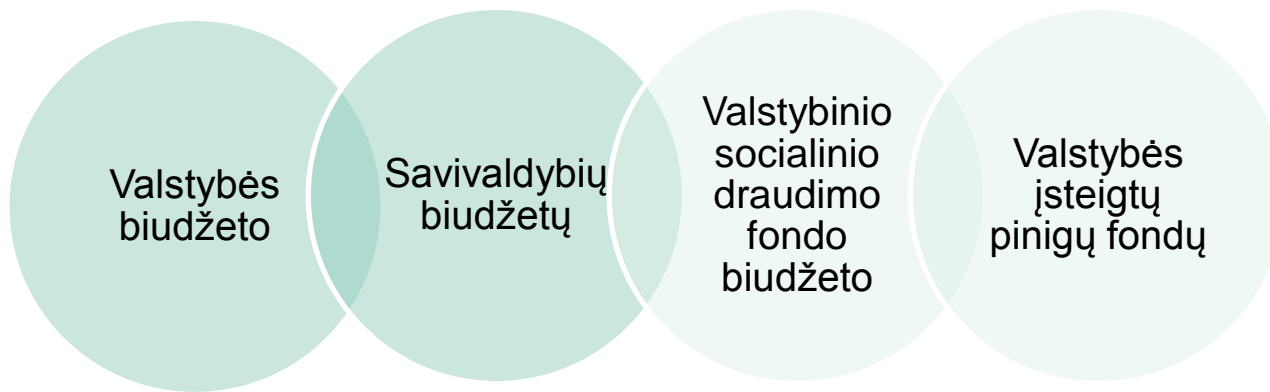 Valstybės
biudžeto
Savivaldybių
biudžetų
Valstybinio
socialinio
draudimo
fondo
biudžeto
Valstybės
įsteigtų
pinigų fondų